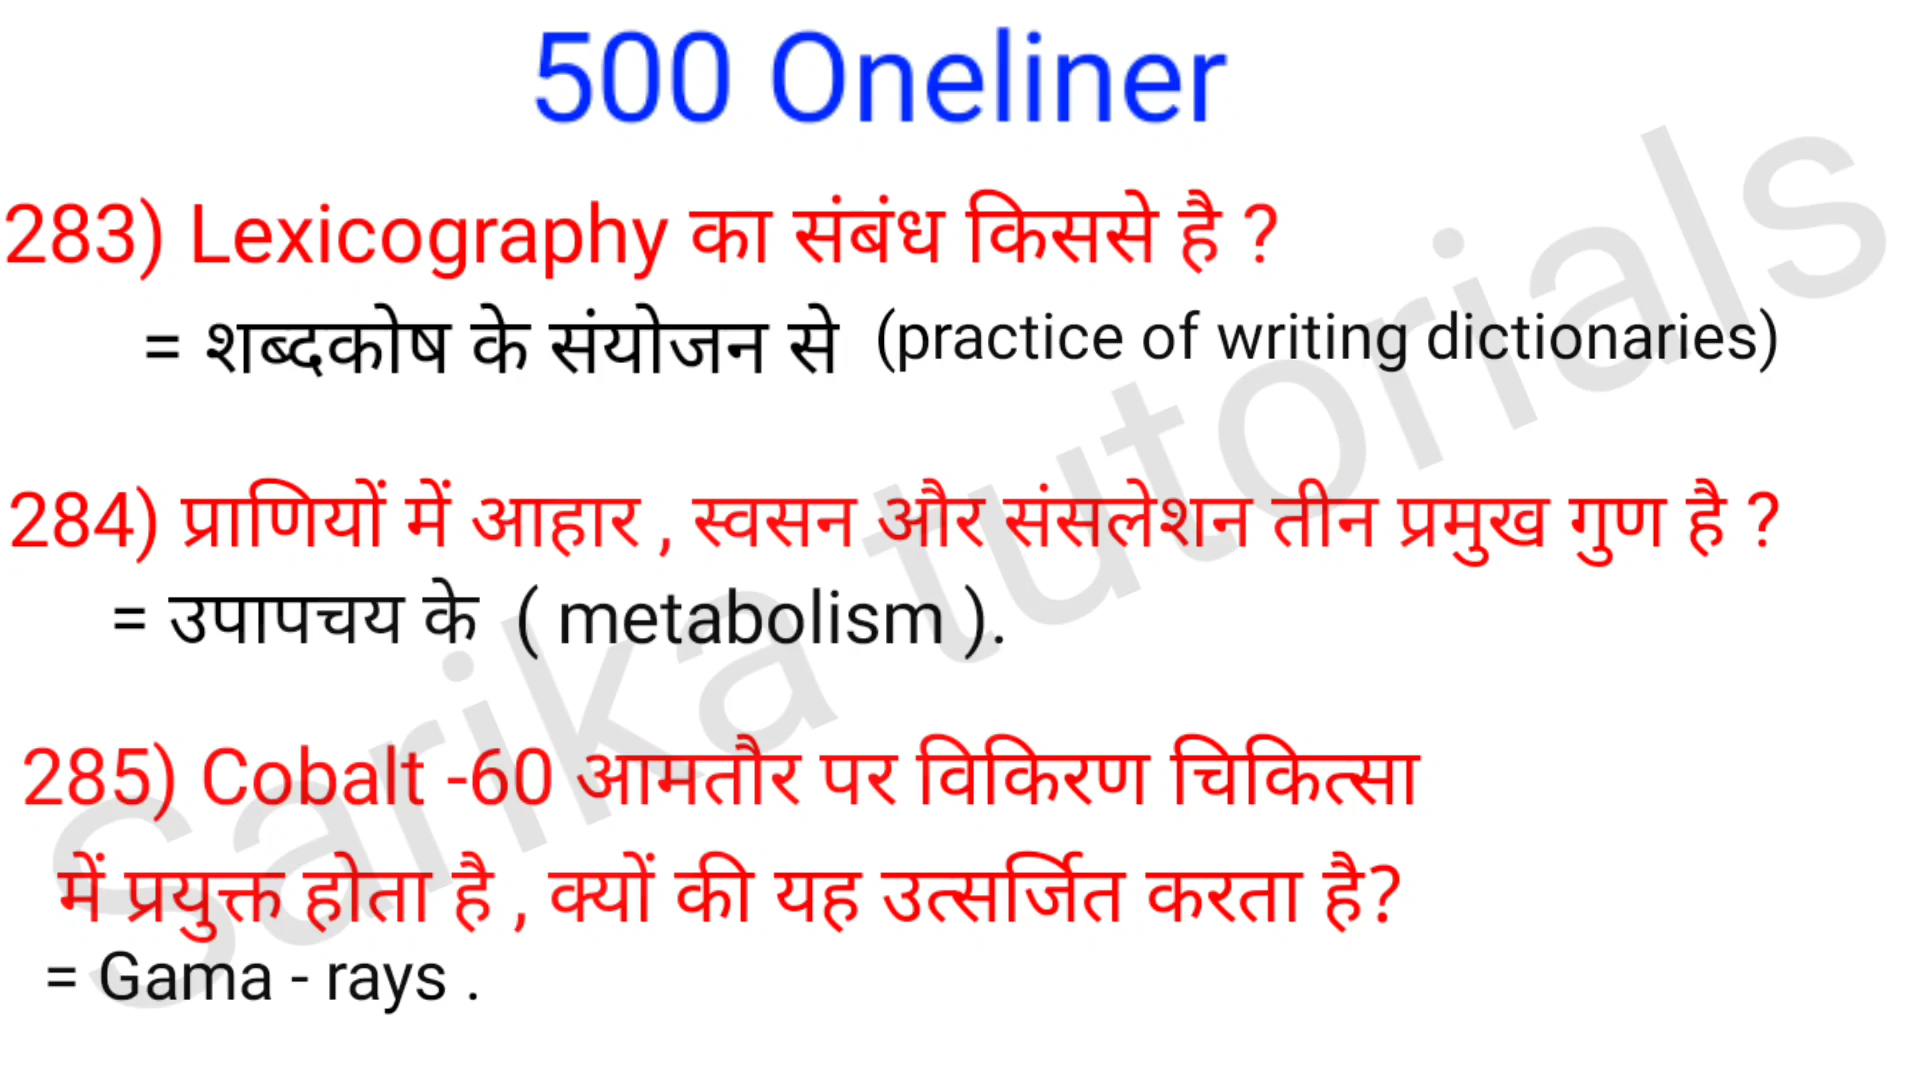 500 Oneliner
283) Lexicography का संबंध किससे है ?
= शब्दकोष के संयोजन से (practice of writing dictionaries)
284) प्राणियों में आहार , स्वसन और संसलेशन तीन प्रमुख गुण है ?
= उपापचय के ( metabolism ).
285) Cobalt -60 आमतौर पर विकिरण चिकित्सा
में प्रयुक्त होता है , क्यों की यह उत्सर्जित करता है?
= Gama - rays .
Sarika tutorials